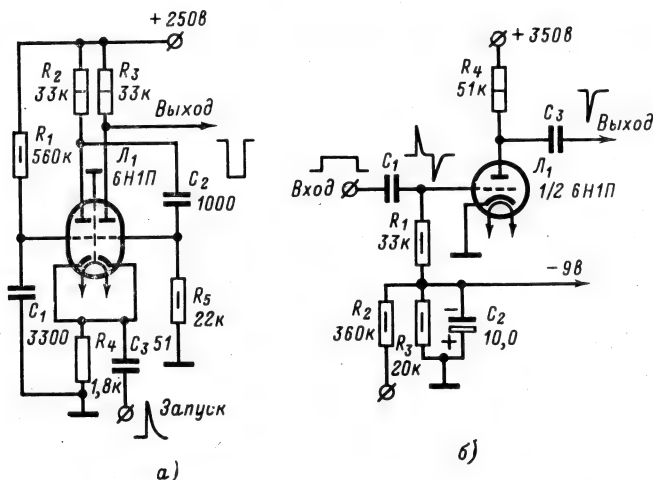 +250в
R2
33к
R3
33к
Выход
R1
560к
Л1
6Н1П
C2
1000
C1
3300
R4
1,8к
C3 51
R5
22к
Запуск
а)
+350в
R4
51к
C3
Выход
Л1
1/2 6Н1П
Вход
C1
R1
33к
-9в
R2
360к
R3
20к
-
C2
+
10,0
б)